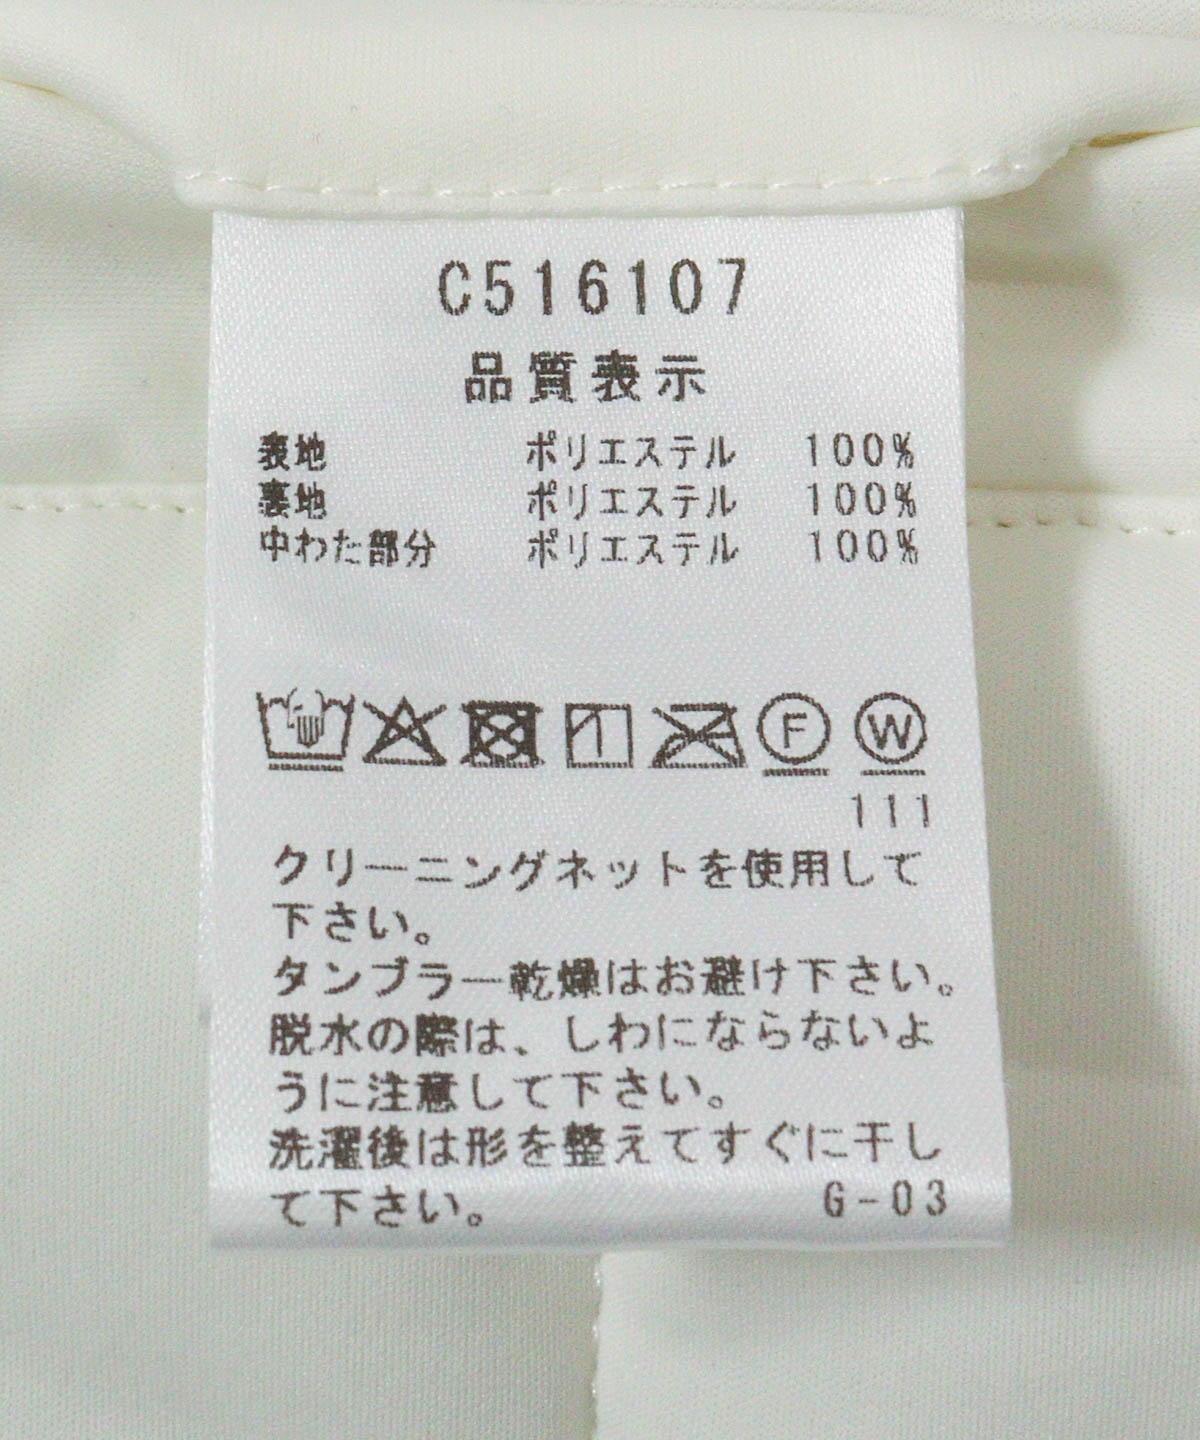 C516107
品質表示
表地 ポリエステル 100%
裏地 ポリエステル 100%
中わた部分 ポリエステル 100%
F W
111
クリーニングネットを使用して
下さい。
タンブラー乾燥はお避け下さい。
脱水の際は、しわにならないよ
うに注意して下さい。
洗濯後は形を整えてすぐに干し
て下さい。 G-03